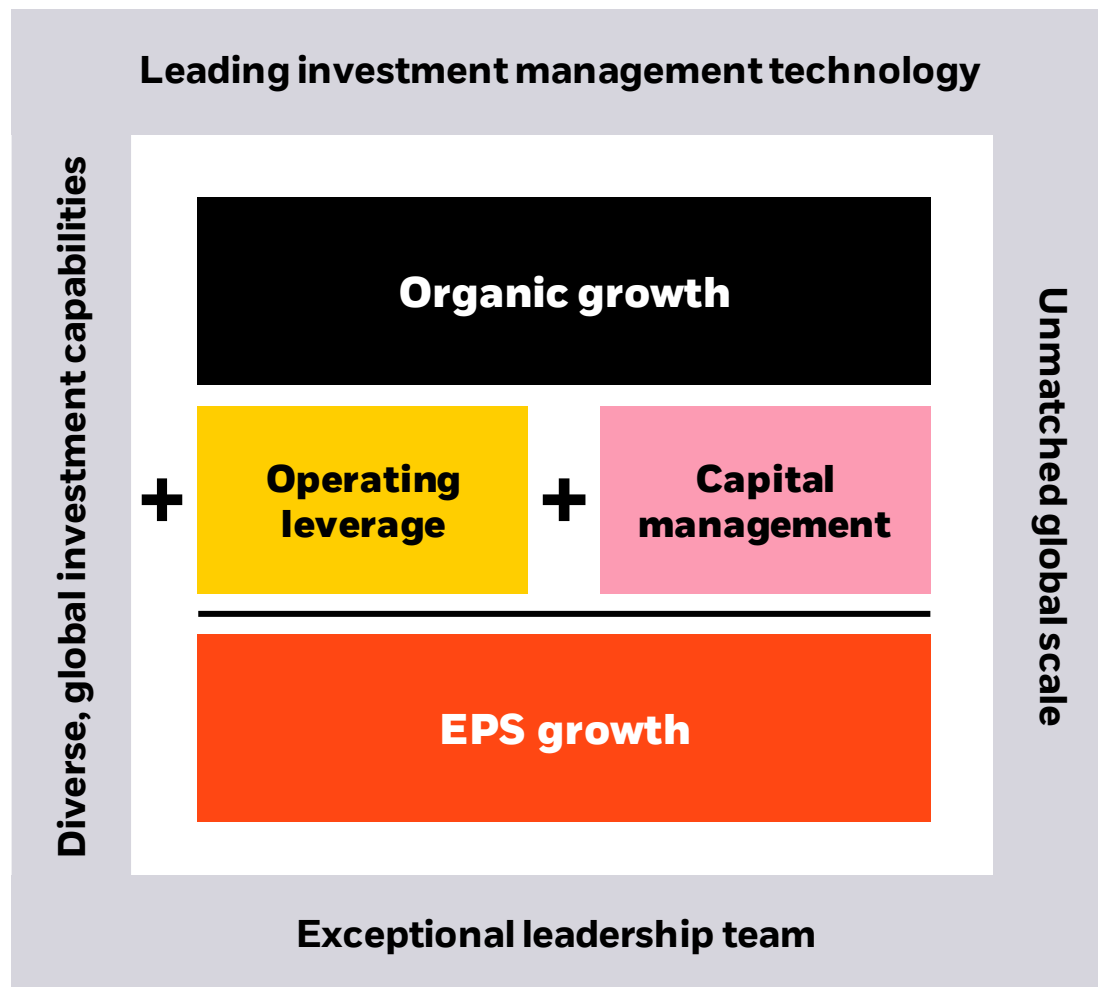 Leading investment management technology
Diverse, global investment capabilities
Organic growth
+
Operating
leverage
+
Capital
management
EPS growth
Unmatched global scale
Exceptional leadership team